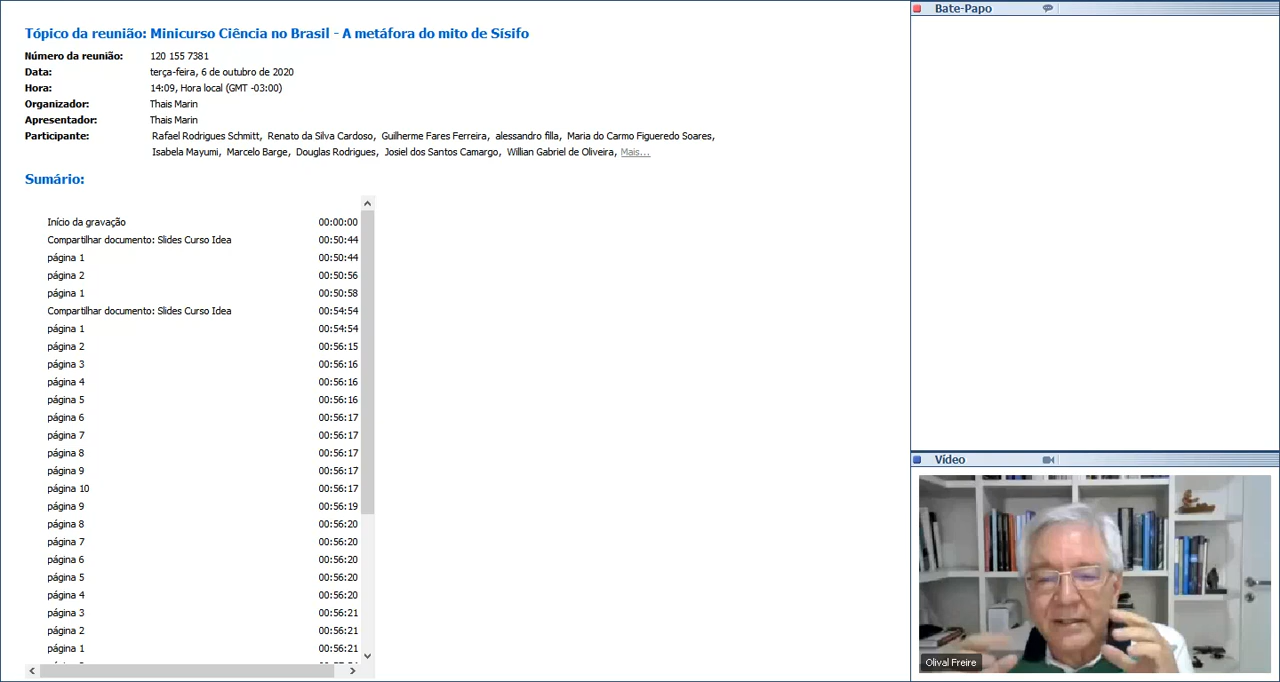 Tópico da reunião: Minicurso Ciência no Brasil - A metáfora do mito de Sísifo
Número da reunião: 120 155 7381
Data: terça-feira, 6 de outubro de 2020
Hora: 14:09, Hora local (GMT -03:00)
Organizador: Thais Marin
Apresentador: Thais Marin
Participante: Rafael Rodrigues Schmitt, Renato da Silva Cardoso, Guilherme Fares Ferreira, alessandro filla, Maria do Carmo Figueredo Soares,
Isabela Mayumi, Marcelo Barge, Douglas Rodrigues, Josiel dos Santos Camargo, Willian Gabriel de Oliveira, Mais...
Sumário:
Início da gravação 00:00:00
Compartilhar documento: Slides Curso Idea 00:50:44
página 1 00:50:44
página 2 00:50:56
página 1 00:50:58
Compartilhar documento: Slides Curso Idea 00:54:54
página 1 00:54:54
página 2 00:56:15
página 3 00:56:16
página 4 00:56:16
página 5 00:56:16
página 6 00:56:17
página 7 00:56:17
página 8 00:56:17
página 9 00:56:17
página 10 00:56:17
página 9 00:56:19
página 8 00:56:20
página 7 00:56:20
página 6 00:56:20
página 5 00:56:20
página 4 00:56:20
página 3 00:56:21
página 2 00:56:21
página 1 00:56:21
Bate-Papo
Vídeo
Olival Freire